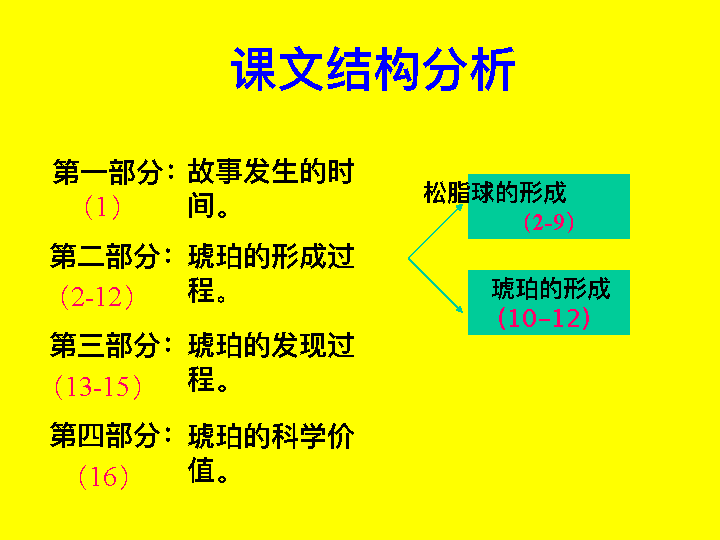 课文结构分析
第一部分：故事发生的时
（1） 间。
第二部分：琥珀的形成过
（2-12） 程。
第三部分：琥珀的发现过
（13-15） 程。
第四部分：琥珀的科学价
（16） 值。
松脂球的形成
（2-9）
琥珀的形成
（10-12）